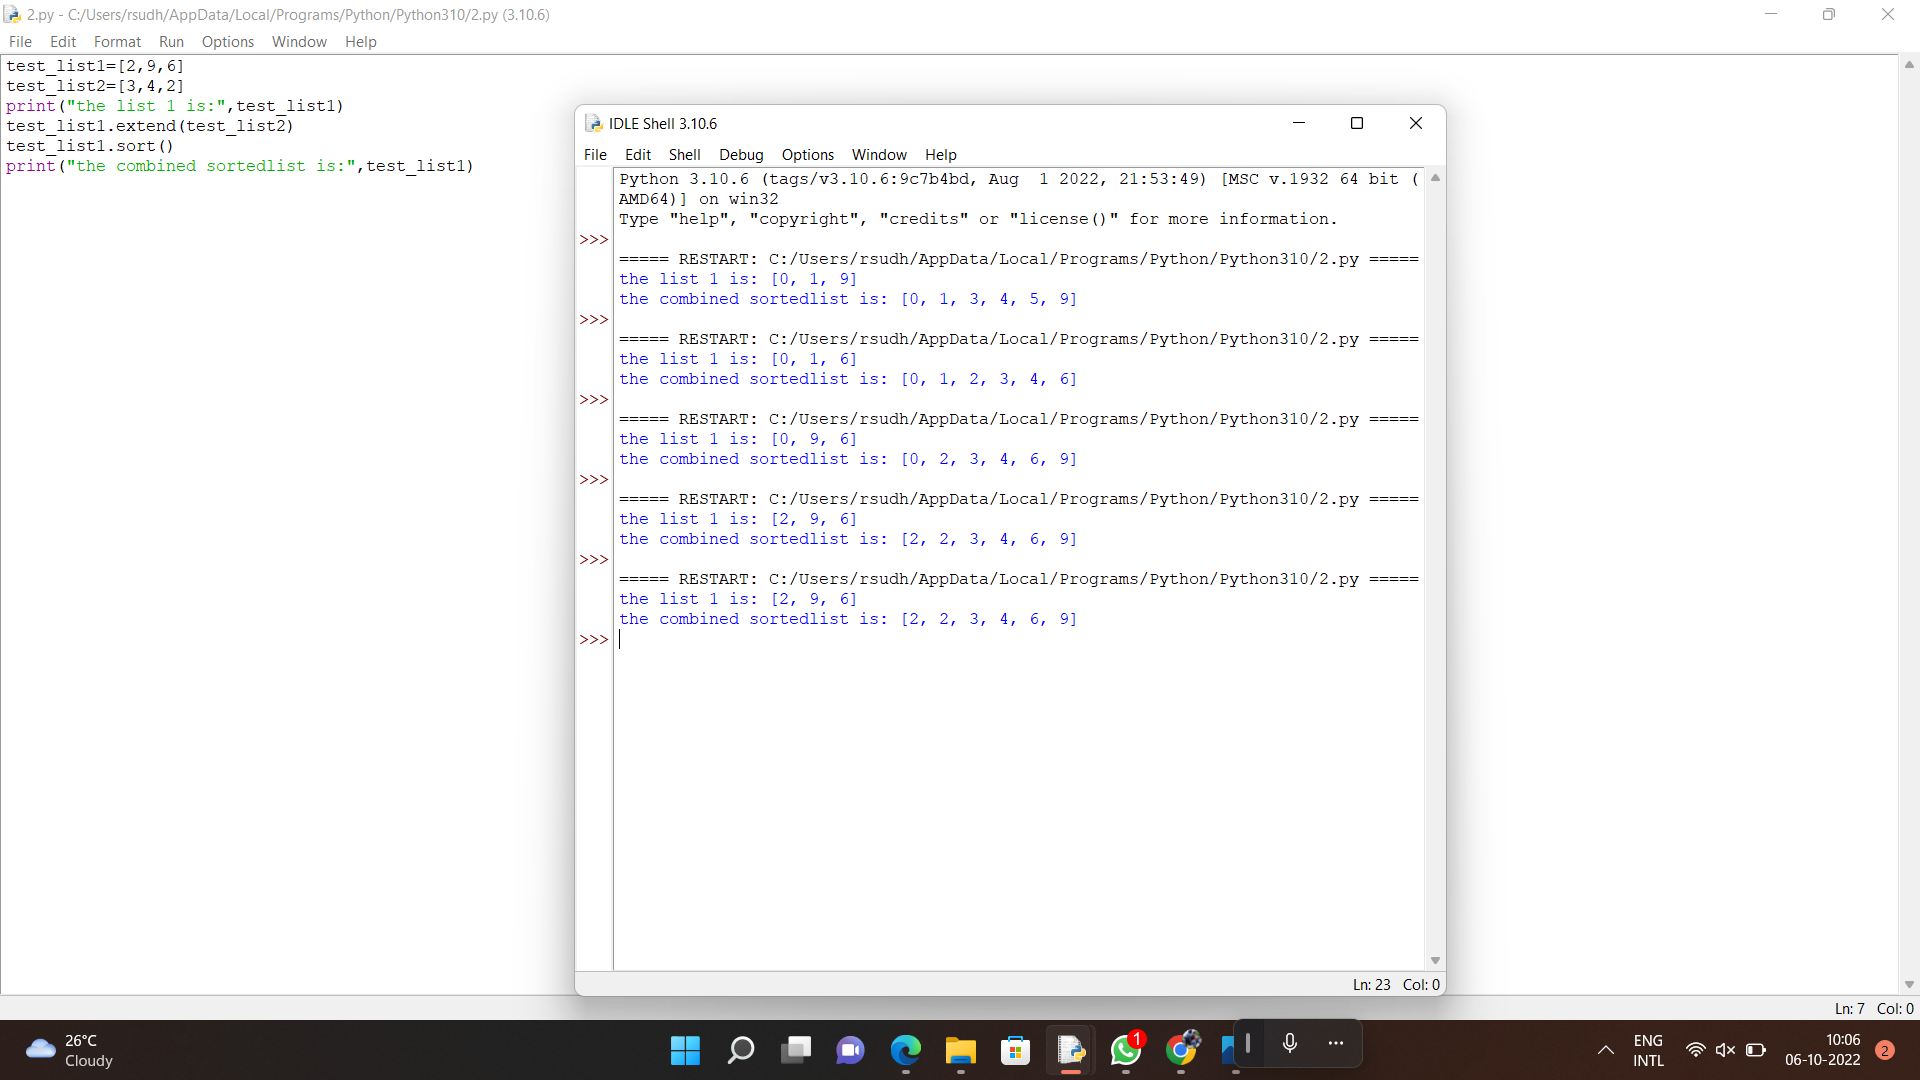 2.py - C:/Users/rsudh/AppData/Local/Programs/Python/Python310/2.py (3.10.6)
File Edit Format Run Options Window Help
test_list1=[2,9,6]
test_list2=[3,4,2]
print("the list 1 is:",test_list1)
test_list1.extend(test_list2)
test_list1.sort()
print("the combined sortedlist is:",test_list1)
IDLE Shell 3.10.6
File Edit Shell Debug Options Window Help
Python 3.10.6 (tags/v3.10.6:9c7b4bd, Aug  1 2022, 21:53:49) [MSC v.1932 64 bit (
AMD64)] on win32
Type "help", "copyright", "credits" or "license()" for more information.
>>>
===== RESTART: C:/Users/rsudh/AppData/Local/Programs/Python/Python310/2.py =====
the list 1 is: [0, 1, 9]
the combined sortedlist is: [0, 1, 3, 4, 5, 9]
>>>
===== RESTART: C:/Users/rsudh/AppData/Local/Programs/Python/Python310/2.py =====
the list 1 is: [0, 1, 6]
the combined sortedlist is: [0, 1, 2, 3, 4, 6]
>>>
===== RESTART: C:/Users/rsudh/AppData/Local/Programs/Python/Python310/2.py =====
the list 1 is: [0, 9, 6]
the combined sortedlist is: [0, 2, 3, 4, 6, 9]
>>>
===== RESTART: C:/Users/rsudh/AppData/Local/Programs/Python/Python310/2.py =====
the list 1 is: [2, 9, 6]
the combined sortedlist is: [2, 2, 3, 4, 6, 9]
>>>
===== RESTART: C:/Users/rsudh/AppData/Local/Programs/Python/Python310/2.py =====
the list 1 is: [2, 9, 6]
the combined sortedlist is: [2, 2, 3, 4, 6, 9]
>>>
Ln: 23 Col: 0
Ln: 7 Col: 0
26°C
Cloudy
1
ENG
INTL
10:06
06-10-2022
2